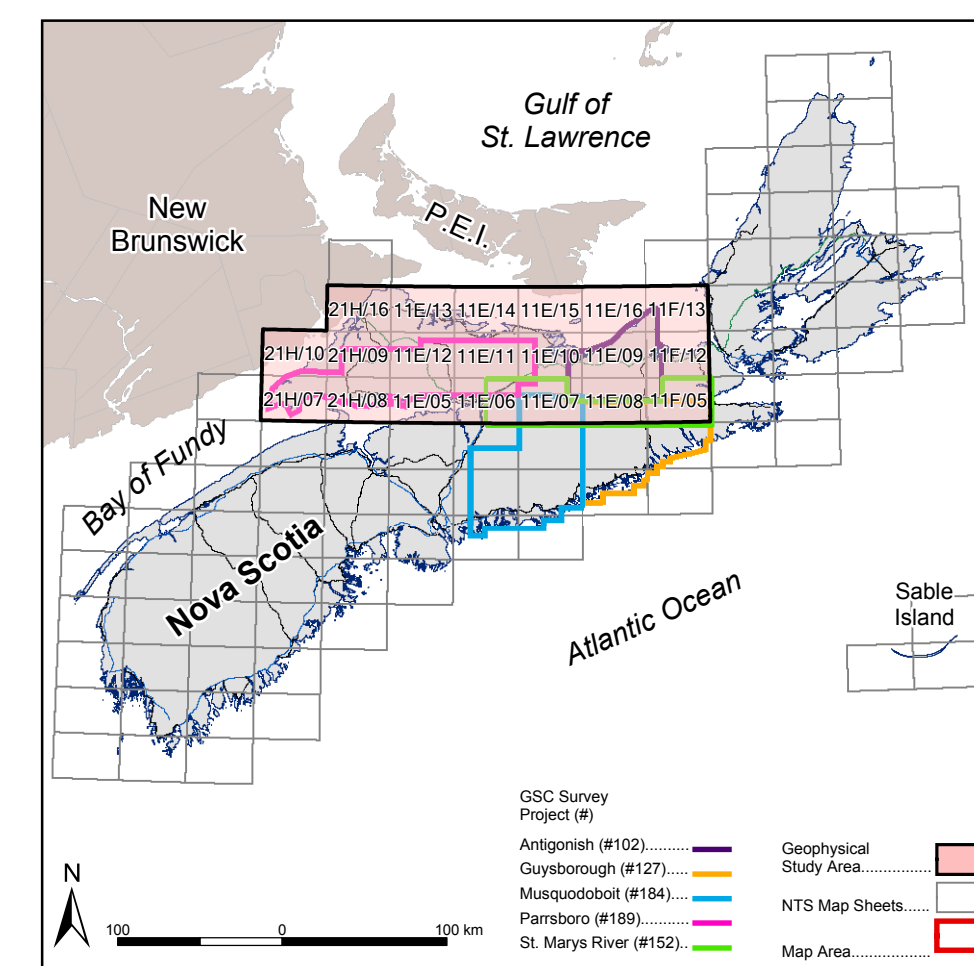 Gulf of
St. Lawrence
New
Brunswick
P.E.I.
21H/16 11E/13 11E/14 11E/15 11E/16 11F/13
21H/10 21H/09 11E/12 11E/11 11E/10 11E/09 11F/12
21H/07 21H/08 11E/05 11E/06 11E/07 11E/08 11F/05
Bay of Fundy
Nova Scotia
Atlantic Ocean
Sable
Island
GSC Survey
Project (#)
Antigonish (#102).........
Guysborough (#127).....
Musquodoboit (#184)....
Parrsboro (#189)...........
St. Marys River (#152)..
Geophysical
Study Area................
NTS Map Sheets......
Map Area...................
N
100 0 100 km